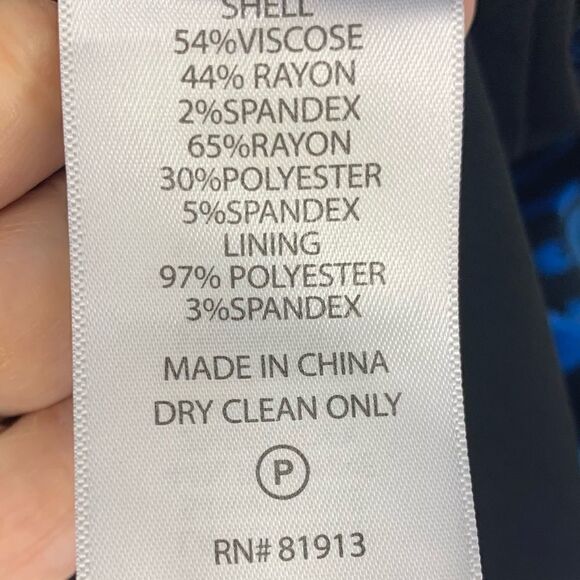 SHELL
54%VISCOSE
44% RAYON
2%SPANDEX
65%RAYON
30%POLYESTER
5%SPANDEX
LINING
97% POLYESTER
3%SPANDEX
MADE IN CHINA
DRY CLEAN ONLY
P
RN# 81913